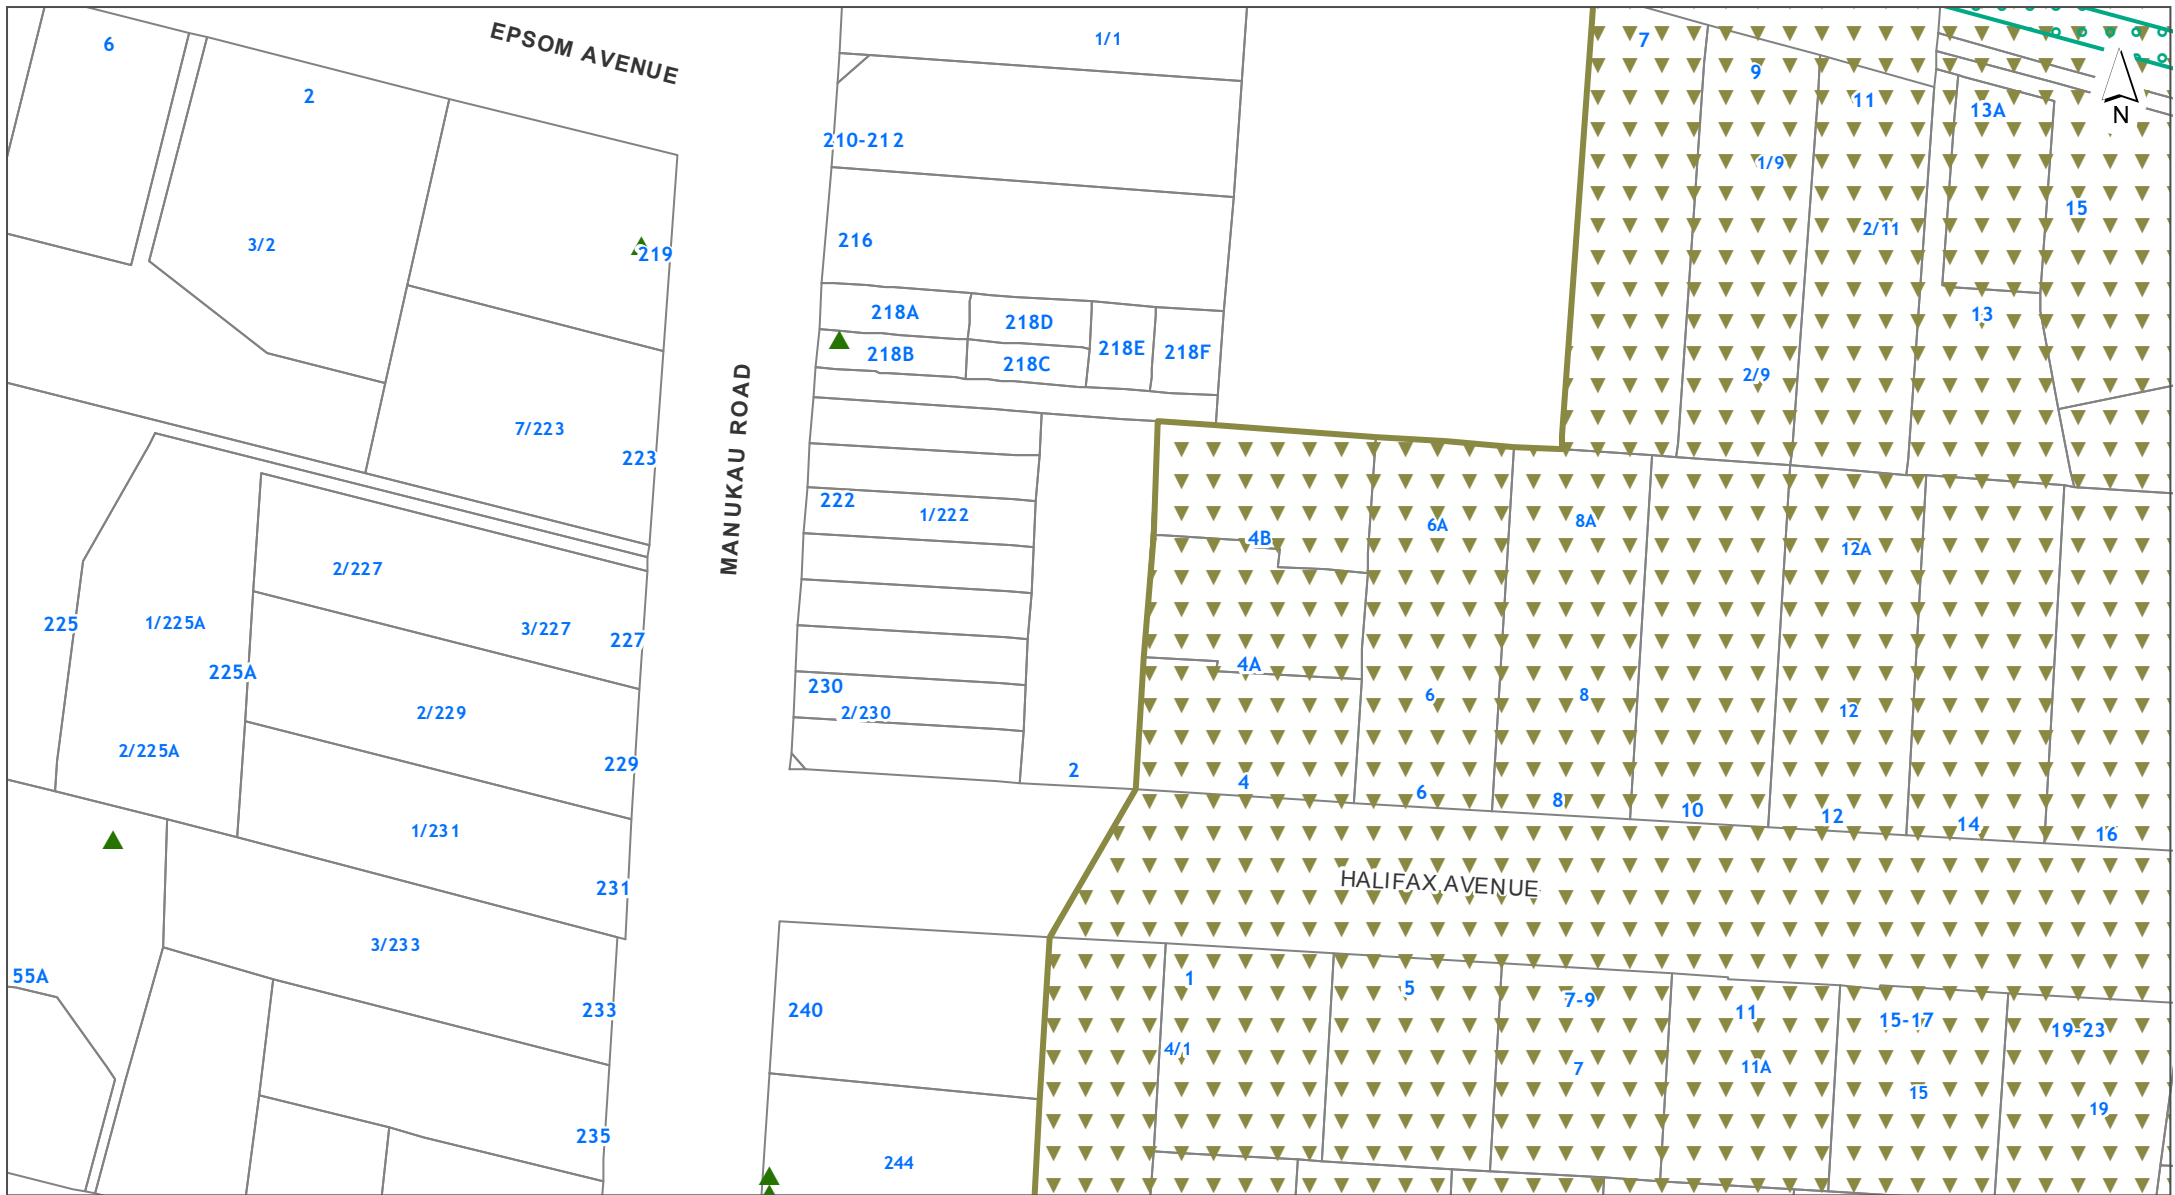 EPSOM AVENUE
1/1
6
2
7
9
11
13A
N
210-212
1/9
15
216
2/11
3/2
219
218A
218D
13
218B
218C
218E
218F
2/9
MANUKAU ROAD
7/223
223
222
1/222
6A
8A
4B
12A
2/227
225
1/225A
3/227
227
4A
225A
230
2/230
6
8
12
2/229
2/225A
229
2
4
6
8
10
12
14
16
1/231
231
HALIFAX AVENUE
3/233
55A
233
240
1
5
7-9
11
15-17
19-23
4/1
7
11A
15
19
235
244